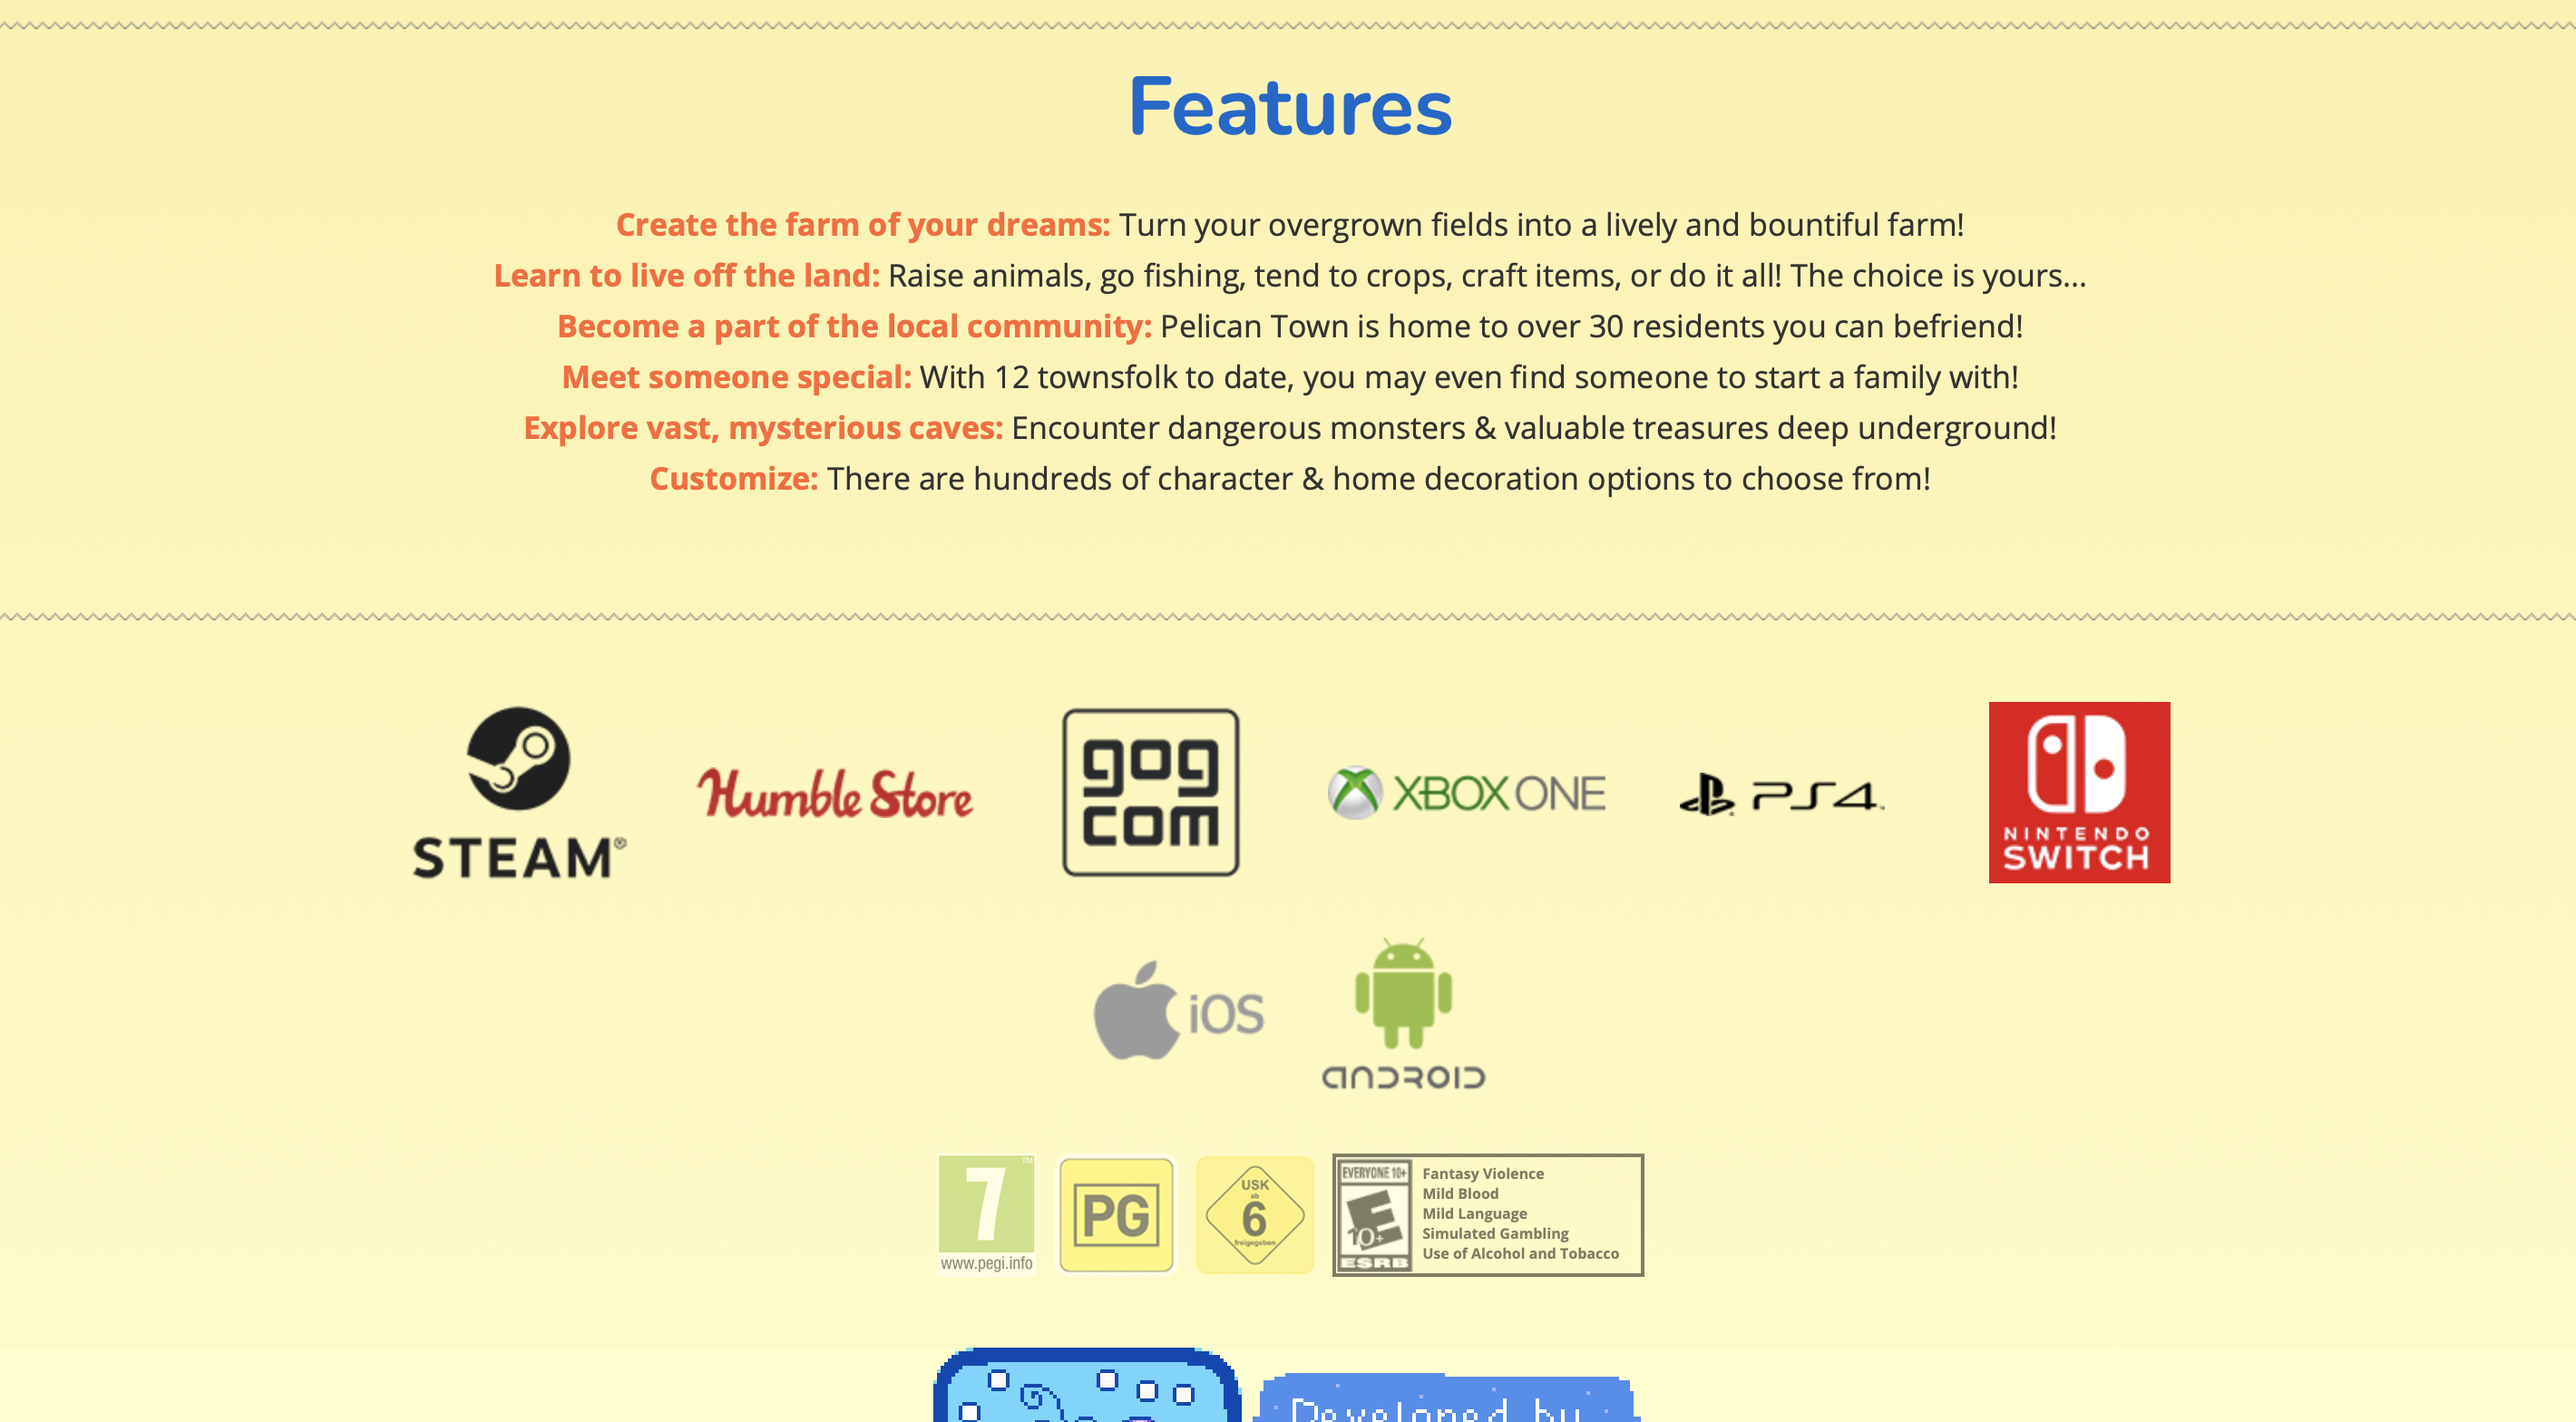 Features
Create the farm of your dreams: Turn your overgrown fields into a lively and bountiful farm!
Learn to live off the land: Raise animals, go fishing, tend to crops, craft items, or do it all! The choice is yours...
Become a part of the local community: Pelican Town is home to over 30 residents you can befriend!
Meet someone special: With 12 townsfolk to date, you may even find someone to start a family with!
Explore vast, mysterious caves: Encounter dangerous monsters & valuable treasures deep underground!
Customize: There are hundreds of character & home decoration options to choose from!
STEAM®
Humble Store
gog
com
XBOX ONE
PS4
NINTENDO
SWITCH
iOS
ANDROID
7 TM
www.pegi.info
PG
USK
ab
6
freigegeben
EVERYONE 10+
E
10+
ESRB
Fantasy Violence
Mild Blood
Mild Language
Simulated Gambling
Use of Alcohol and Tobacco
Developed by